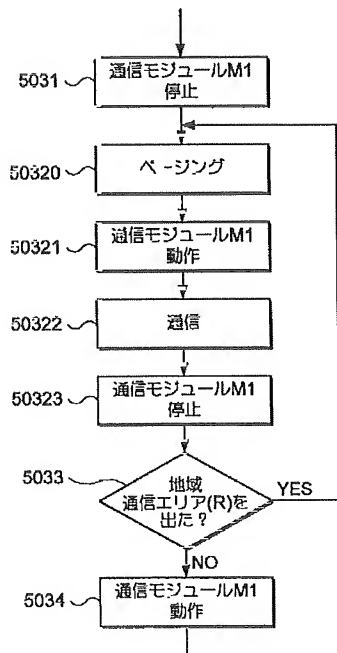 5031
通信モジュールM1
停止
50320
ページング
50321
通信モジュールM1
動作
50322
通信
50323
通信モジュールM1
停止
5033
地域
通信エリア(R)を
出た?
YES
NO
5034
通信モジュールM1
動作